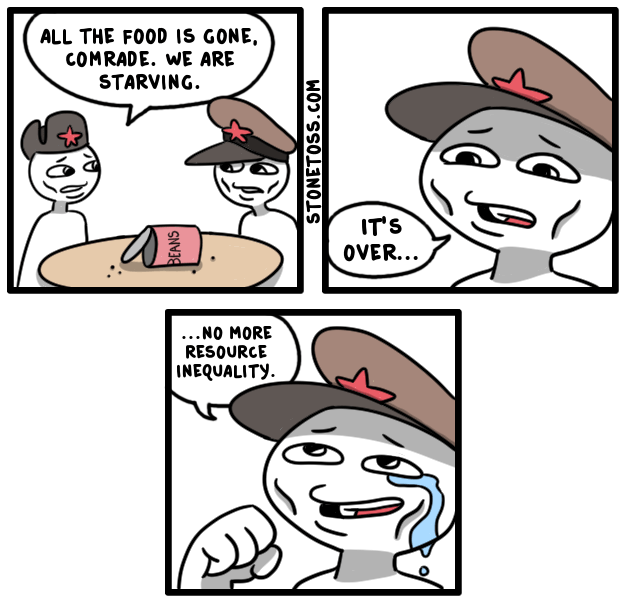 ALL THE FOOD IS GONE,
COMRADE. WE ARE
STARVING.
BEANS
STONETOSS.COM
IT'S
OVER...
...NO MORE
RESOURCE
INEQUALITY.